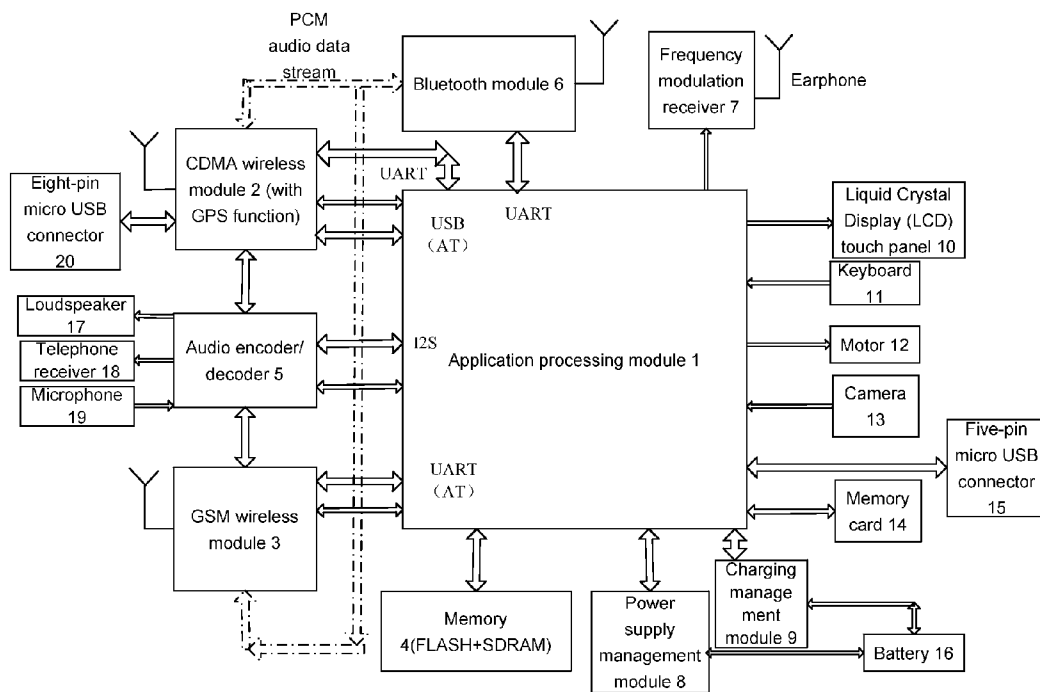 PCM
audio data
stream
Bluetooth module 6
Frequency
modulation
receiver 7
Earphone
CDMA wireless
module 2 (with
GPS function)
UART
UART
USB
(AT)
Eight-pin
micro USB
connector
20
Liquid Crystal
Display (LCD)
touch panel 10
Keyboard
11
Loudspeaker
17
Telephone
receiver 18
Microphone
19
Audio encoder/
decoder 5
I2S
Application processing module 1
Motor 12
Camera
13
Five-pin
micro USB
connector
15
UART
(AT)
GSM wireless
module 3
Memory
card 14
Memory
4(FLASH+SDRAM)
Power
supply
management
module 8
Charging
manage
ment
module 9
Battery 16